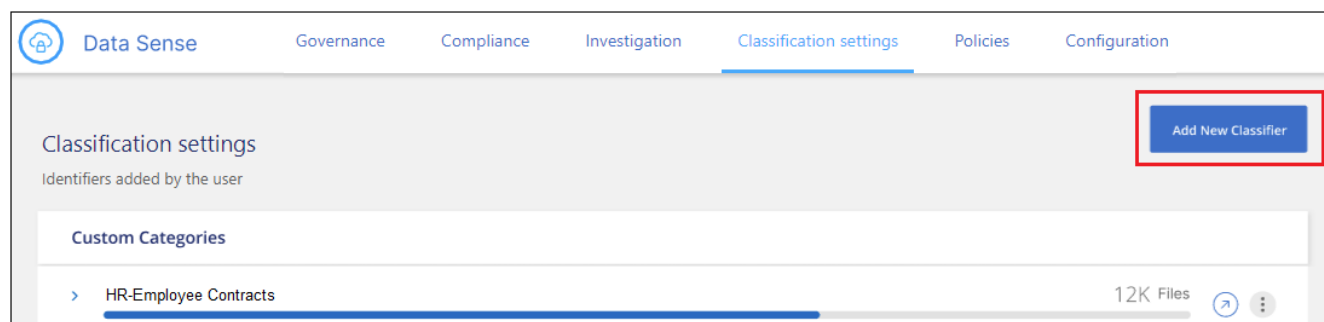 Data Sense Governance Compliance Investigation Classification settings Policies Configuration
Add New Classifier
Classification settings
Identifiers added by the user
Custom Categories
HR-Employee Contracts 12K Files